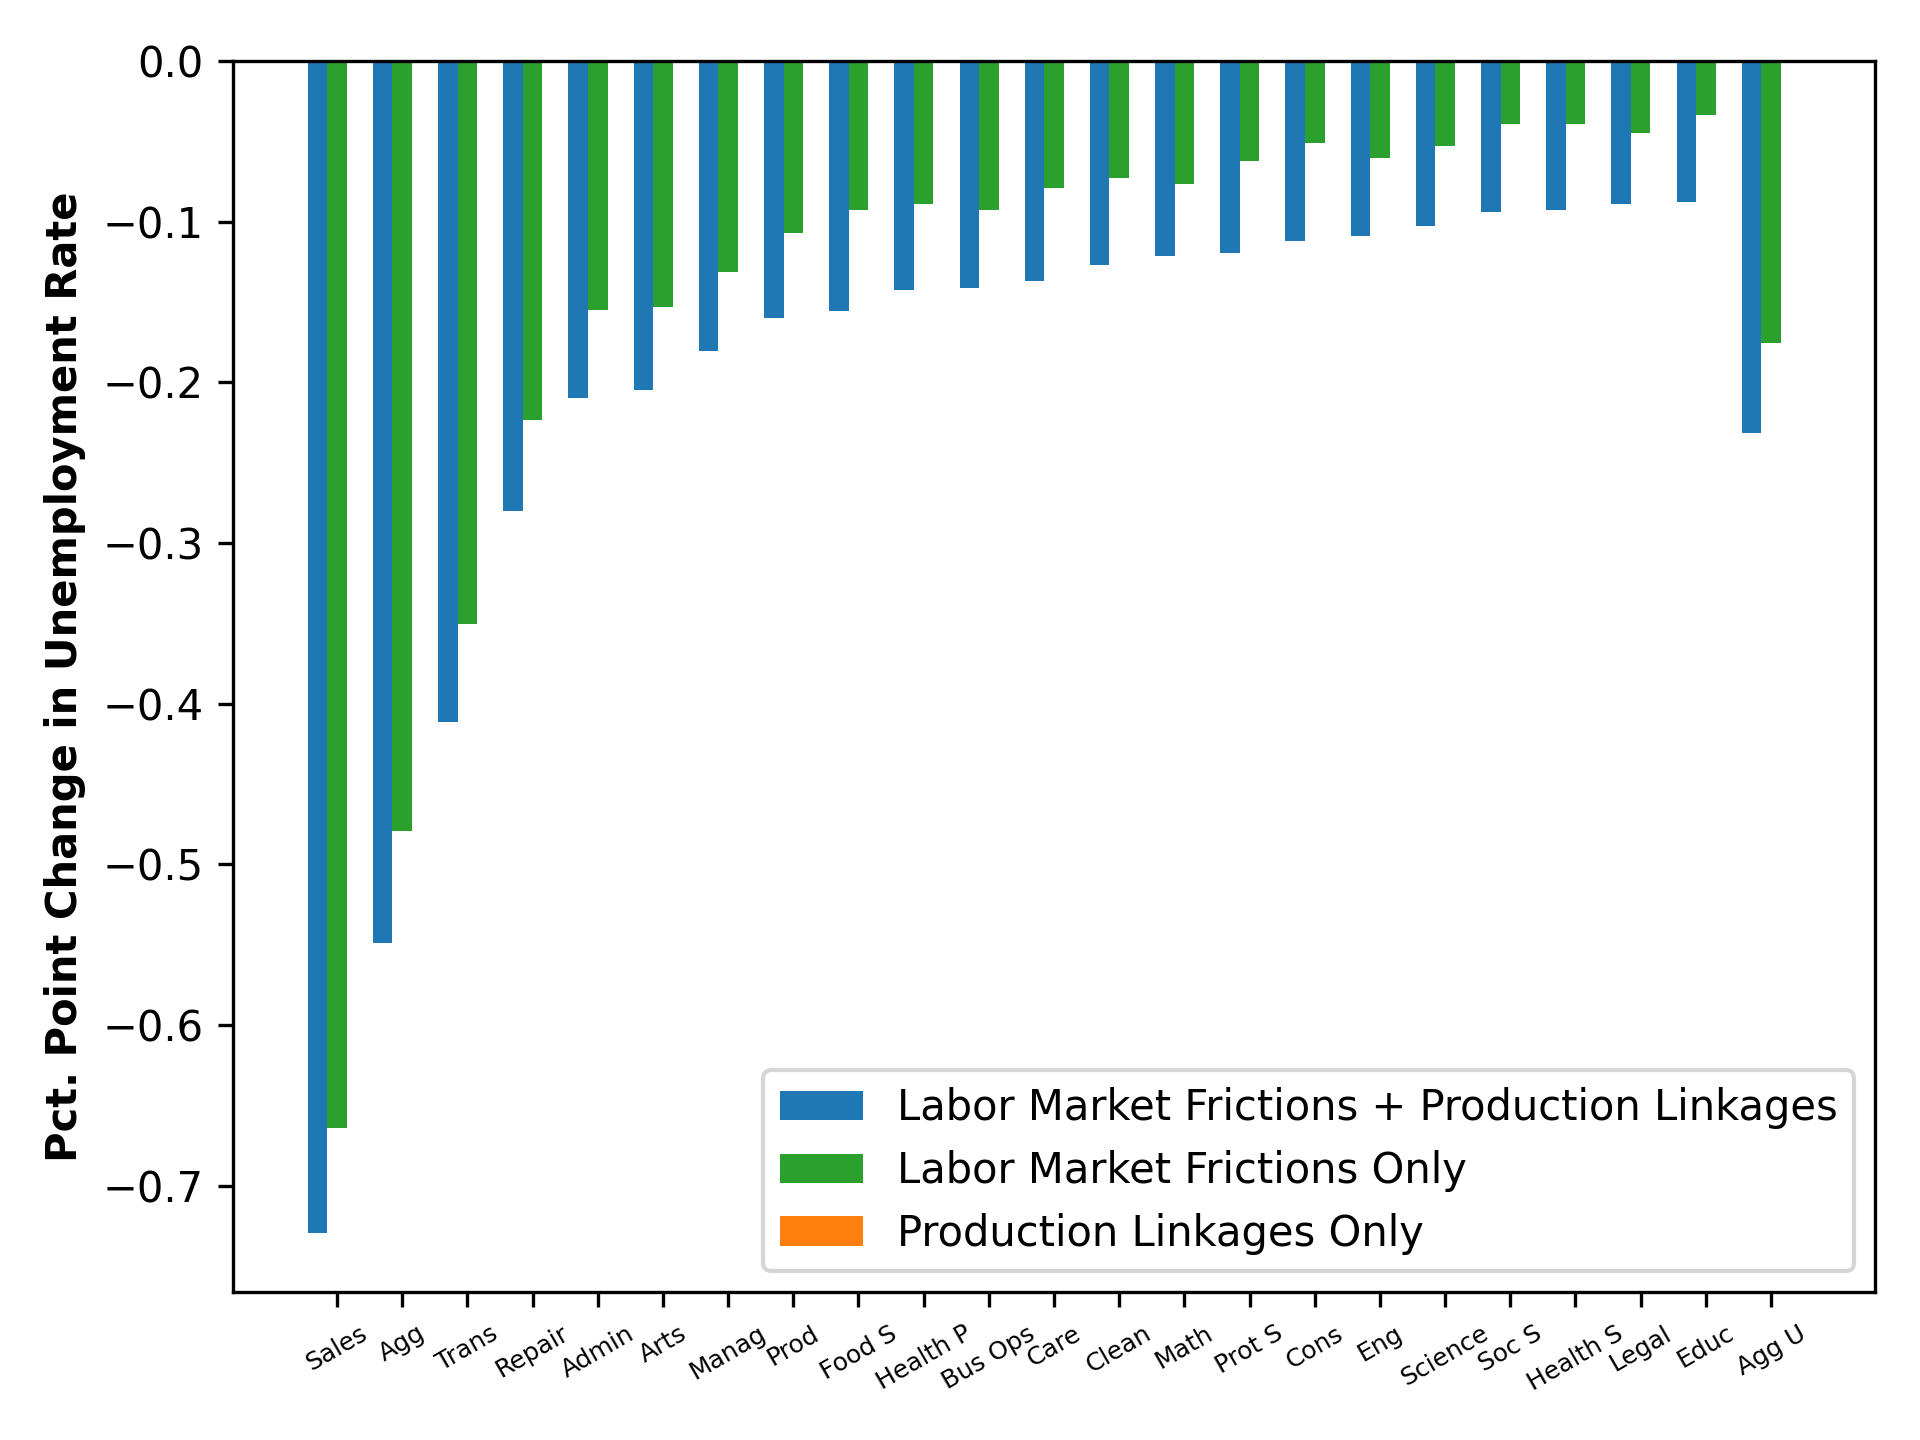 Pct. Point Change in Unemployment Rate
0.0
−0.1
−0.2
−0.3
−0.4
−0.5
−0.6
−0.7
Labor Market Frictions + Production Linkages
Labor Market Frictions Only
Production Linkages Only
Sales
Agg
Trans
Repair
Admin
Arts
Manag
Prod
Food S
Health P
Bus Ops
Care
Clean
Math
Prot S
Cons
Eng
Science
Soc S
Health S
Legal
Educ
Agg U